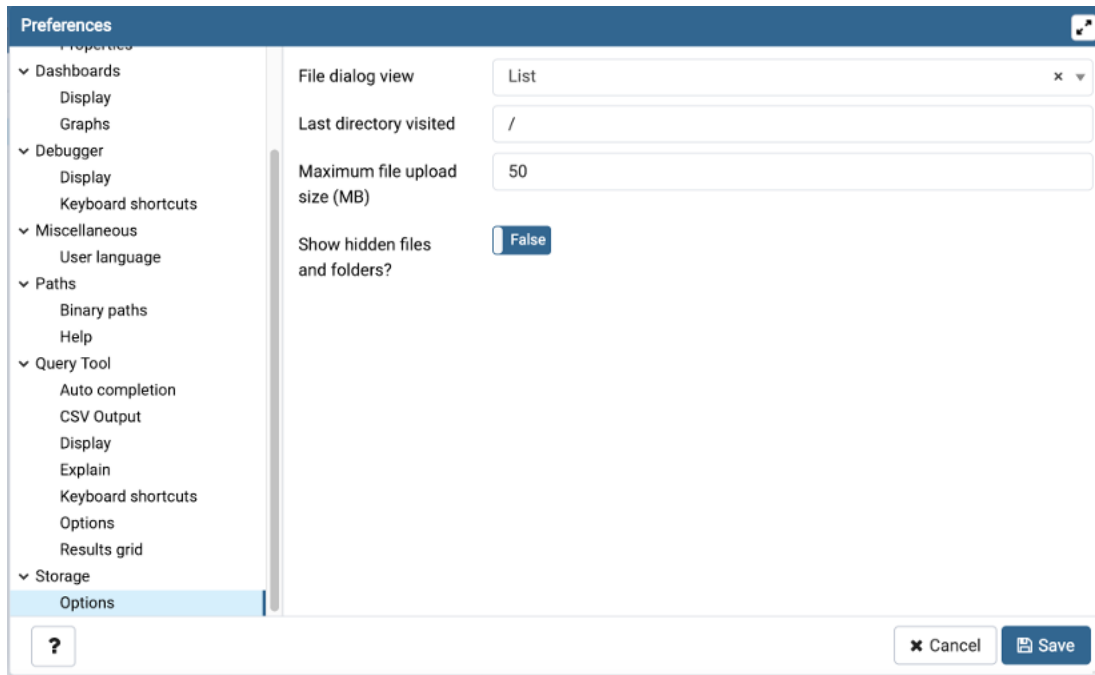 Preferences
Properties
Dashboards
Display
Graphs
Debugger
Display
Keyboard shortcuts
Miscellaneous
User language
Paths
Binary paths
Help
Query Tool
Auto completion
CSV Output
Display
Explain
Keyboard shortcuts
Options
Results grid
Storage
Options
File dialog view
List
Last directory visited
/
Maximum file upload
size (MB)
50
Show hidden files
and folders?
False
?
Cancel
Save